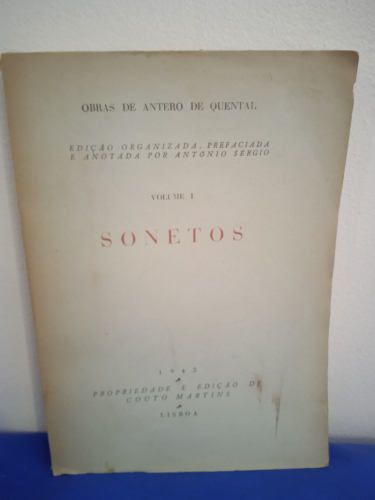 OBRAS DE ANTERO DE QUENTAL
EDIÇÃO ORGANIZADA, PREFACIADA
E ANOTADA POR ANTÓNIO SÉRGIO
VOLUME I
SONETOS
1943
PROPRIEDADE E EDIÇÃO DE
COUTO MARTINS
LISBOA